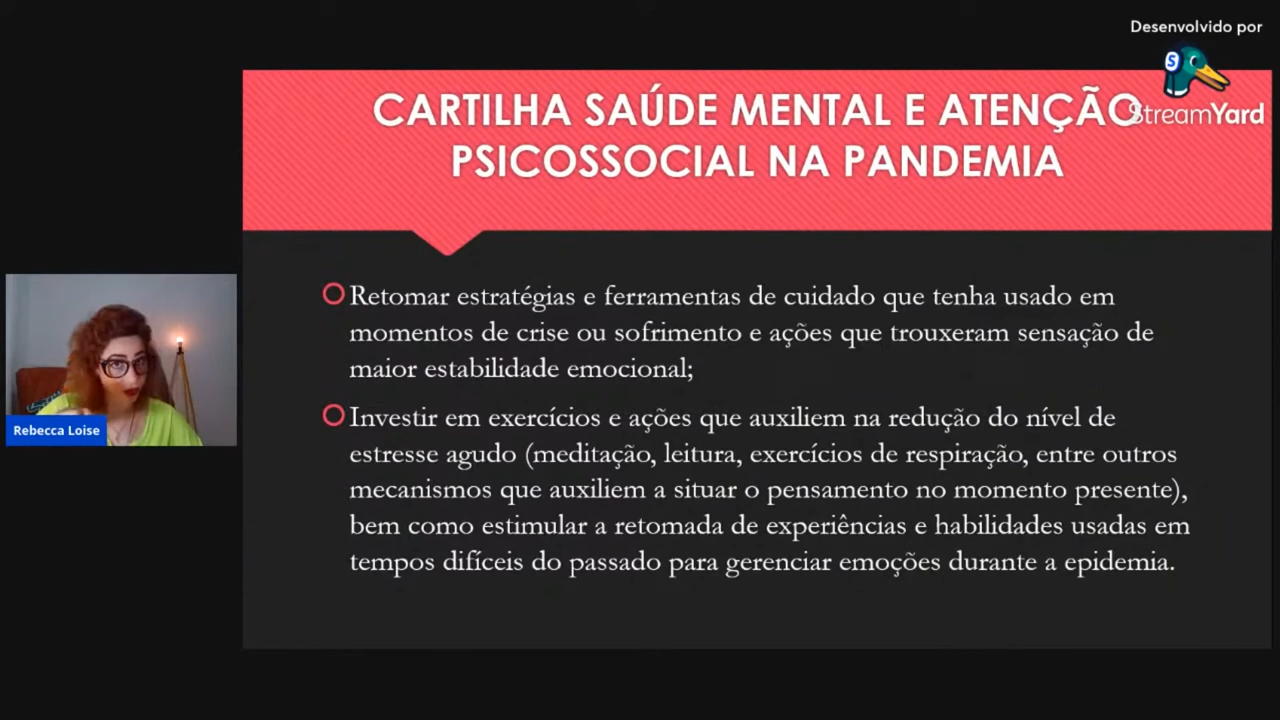 Desenvolvido por
StreamYard
CARTILHA SAÚDE MENTAL E ATENÇÃO
PSICOSSOCIAL NA PANDEMIA
Retomar estratégias e ferramentas de cuidado que tenha usado em
momentos de crise ou sofrimento e ações que trouxeram sensação de
maior estabilidade emocional;
Investir em exercícios e ações que auxiliem na redução do nível de
estresse agudo (meditação, leitura, exercícios de respiração, entre outros
mecanismos que auxiliem a situar o pensamento no momento presente),
bem como estimular a retomada de experiências e habilidades usadas em
tempos difíceis do passado para gerenciar emoções durante a epidemia.
Rebecca Loise